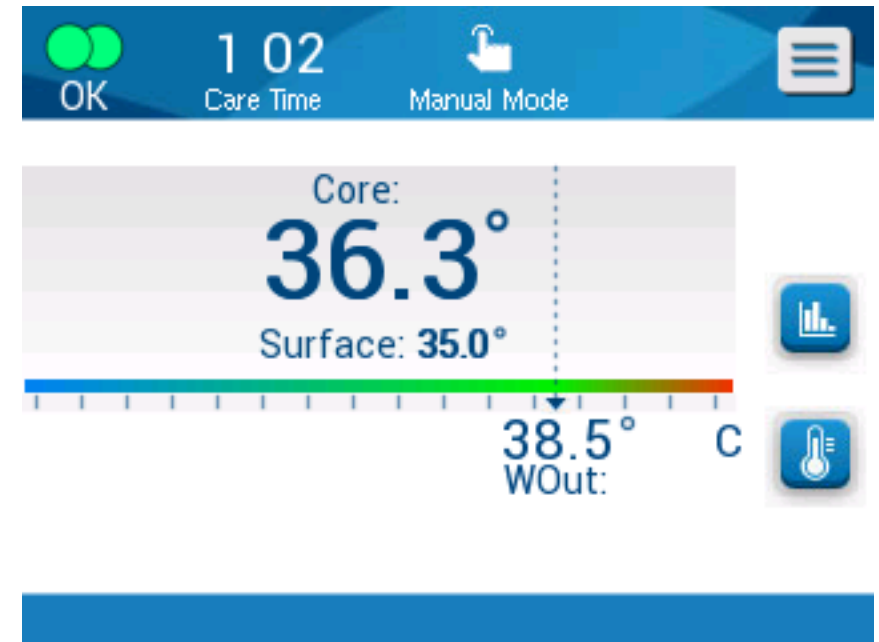 1 02
OK
Care Time
Manual Mode
Core:
36.3°
Surface: 35.0°
38.5° C
WOut: